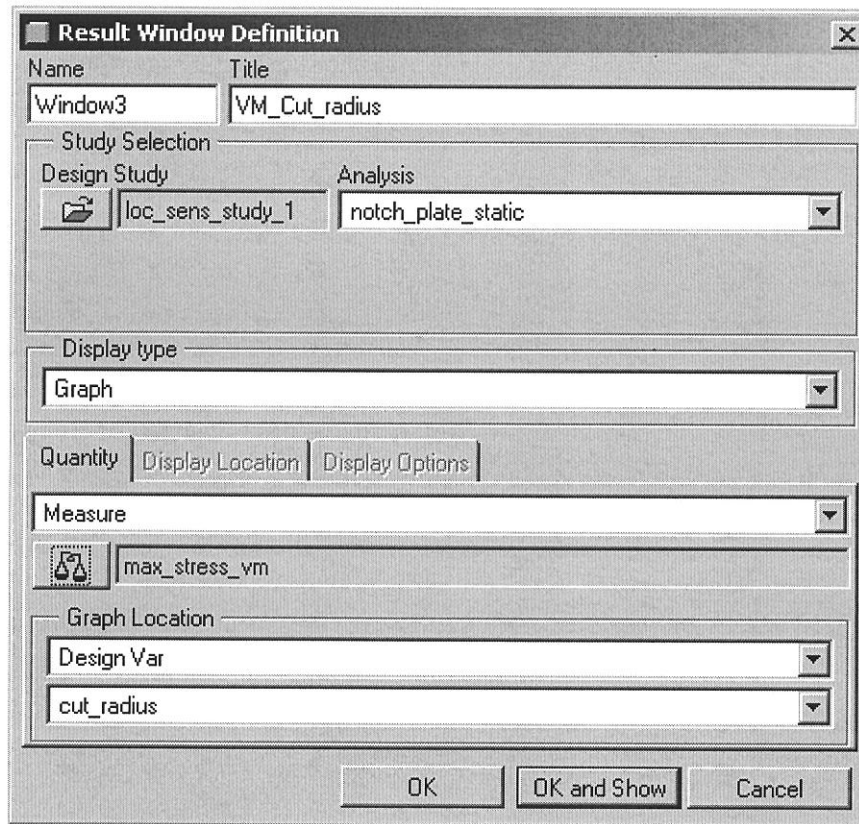 Result Window Definition
Name Title
Window3 VM_Cut_radius
Study Selection
Design Study Analysis
loc_sens_study_1 notch_plate_static
Display type
Graph
Quantity Display Location Display Options
Measure
max_stress_vm
Graph Location
Design Var
cut_radius
OK OK and Show Cancel